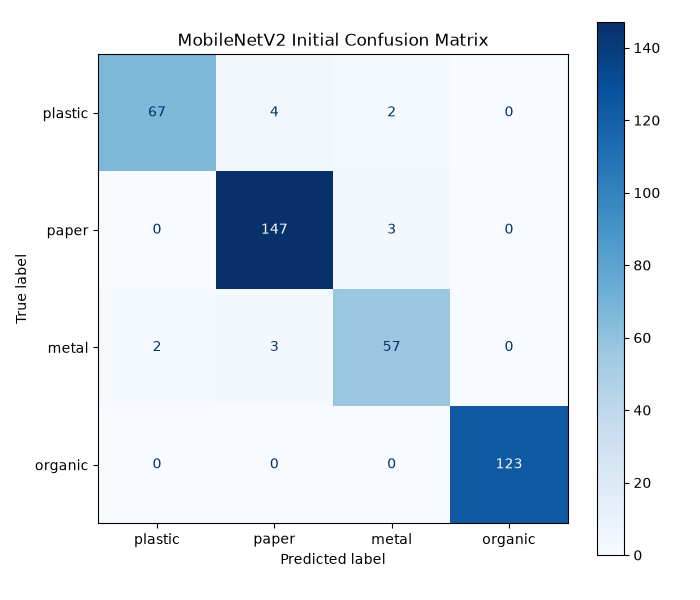 MobileNetV2 Initial Confusion Matrix
True label
plastic 67 4 2 0
paper 0 147 3 0
metal 2 3 57 0
organic 0 0 0 123
plastic paper metal organic
Predicted label
140
120
100
80
60
40
20
0